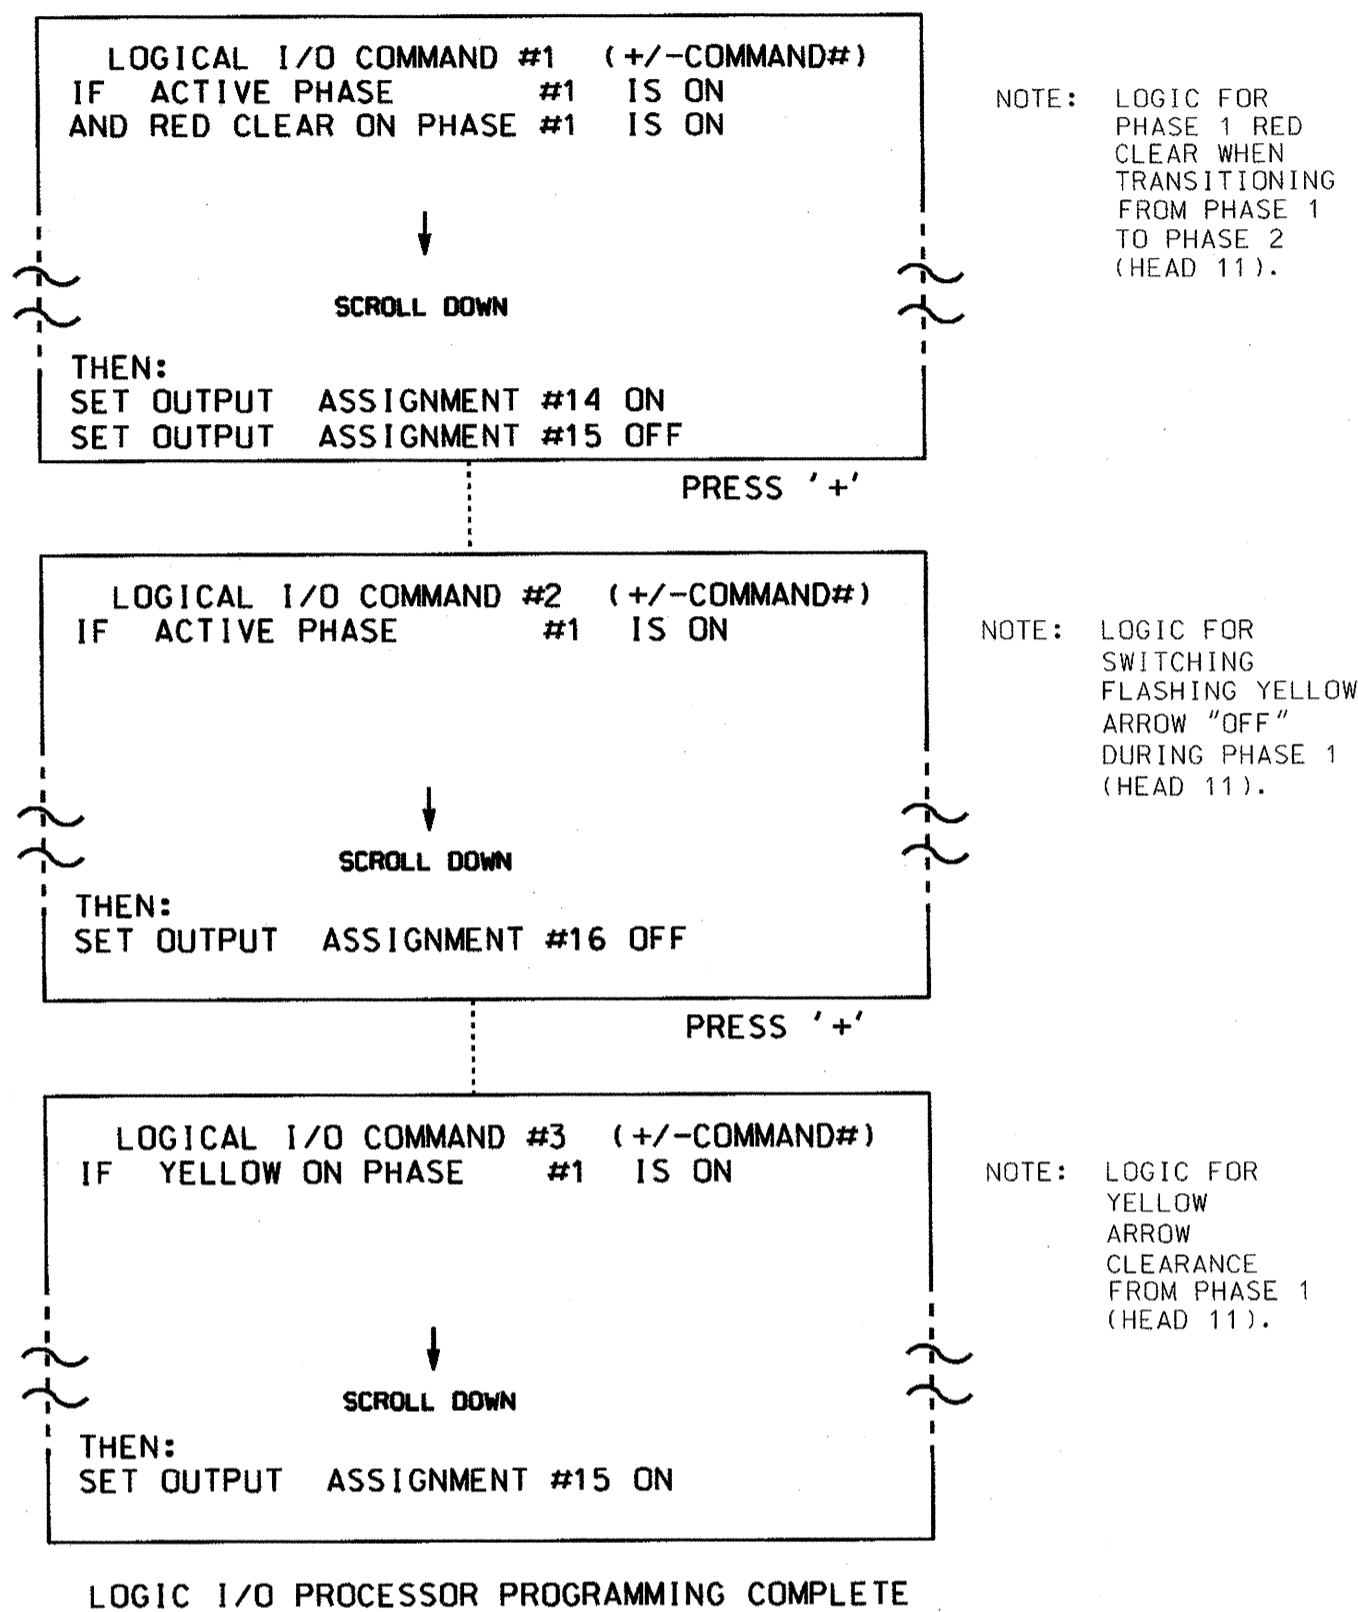 LOGICAL I/O COMMAND #1 (+/-COMMAND#)
IF ACTIVE PHASE #1 IS ON
AND RED CLEAR ON PHASE #1 IS ON
SCROLL DOWN
THEN:
SET OUTPUT ASSIGNMENT #14 ON
SET OUTPUT ASSIGNMENT #15 OFF
NOTE: LOGIC FOR
PHASE 1 RED
CLEAR WHEN
TRANSITIONING
FROM PHASE 1
TO PHASE 2
(HEAD 11).
PRESS '+'
LOGICAL I/O COMMAND #2 (+/-COMMAND#)
IF ACTIVE PHASE #1 IS ON
SCROLL DOWN
THEN:
SET OUTPUT ASSIGNMENT #16 OFF
NOTE: LOGIC FOR
SWITCHING
FLASHING YELLOW
ARROW "OFF"
DURING PHASE 1
(HEAD 11).
PRESS '+'
LOGICAL I/O COMMAND #3 (+/-COMMAND#)
IF YELLOW ON PHASE #1 IS ON
SCROLL DOWN
THEN:
SET OUTPUT ASSIGNMENT #15 ON
NOTE: LOGIC FOR
YELLOW
ARROW
CLEARANCE
FROM PHASE 1
(HEAD 11).
LOGIC I/O PROCESSOR PROGRAMMING COMPLETE